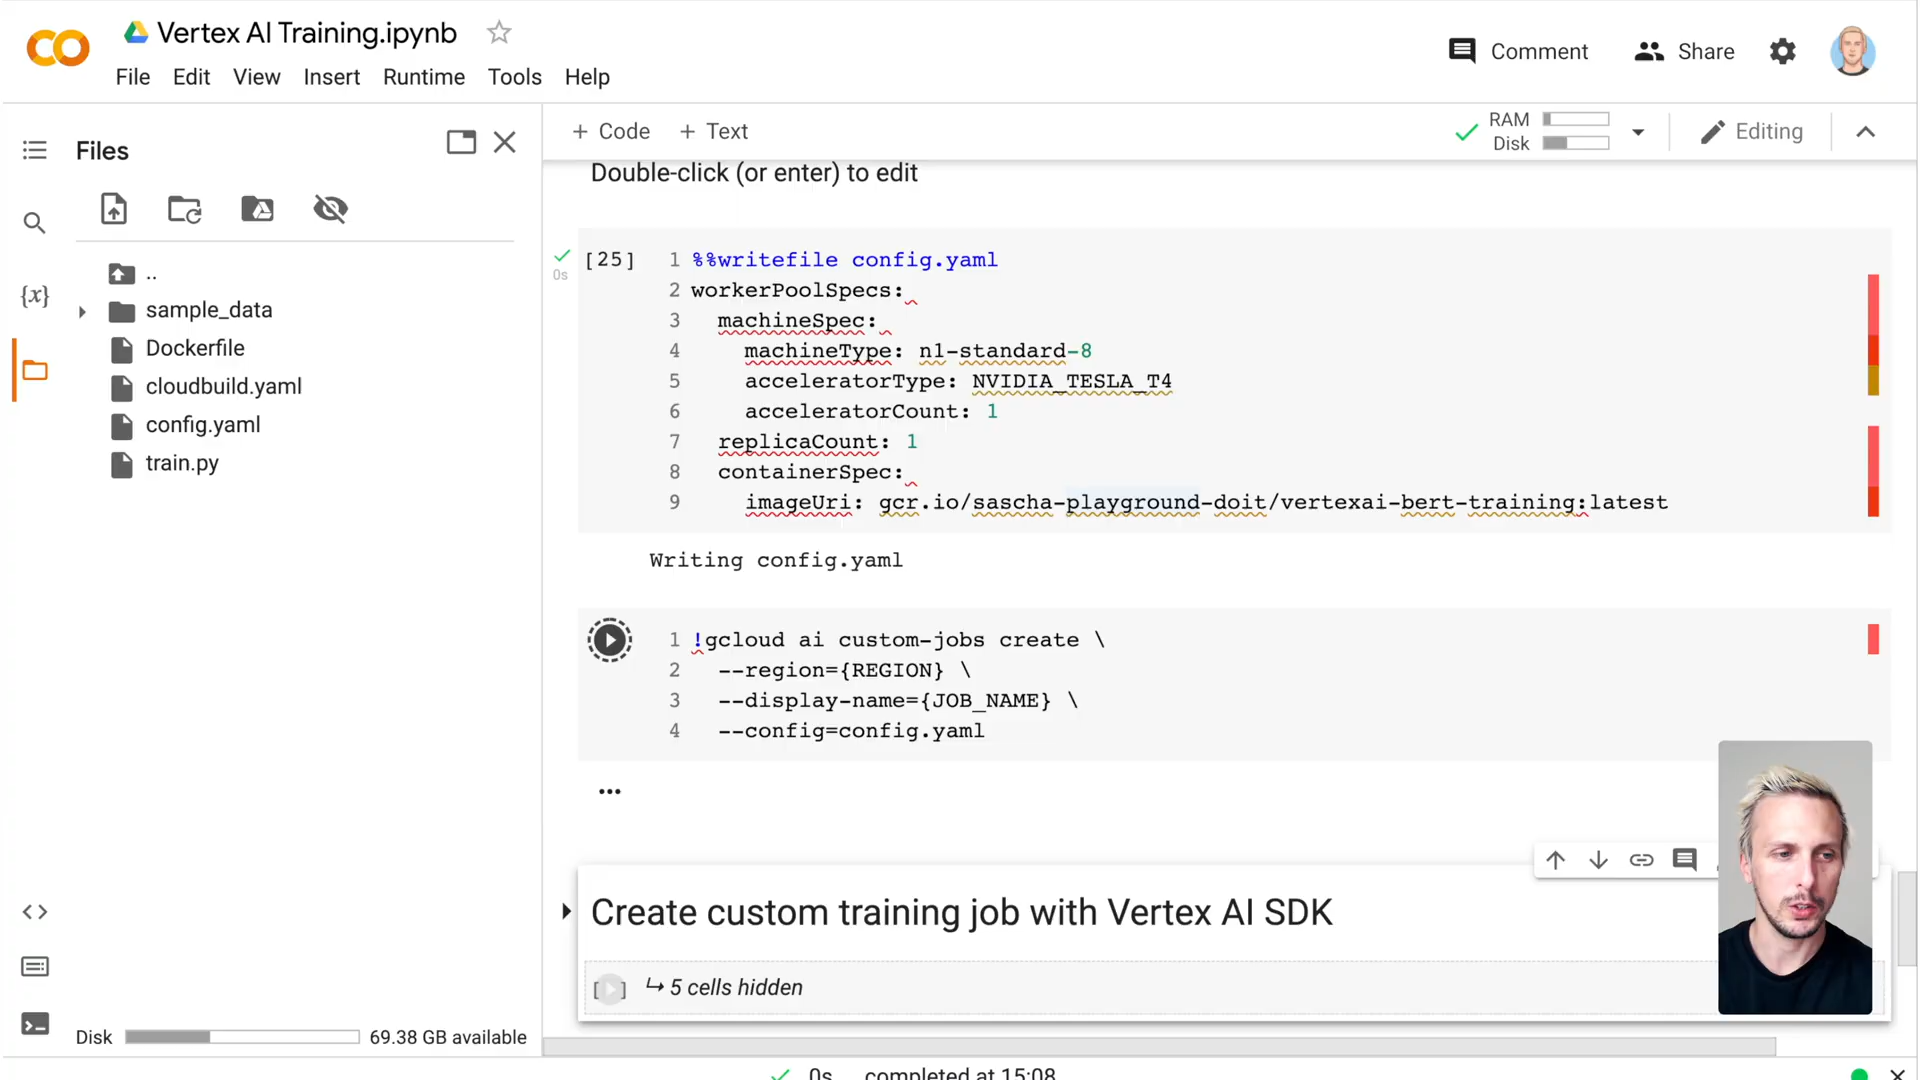 Vertex AI Training.ipynb
File Edit View Insert Runtime Tools Help
Comment Share
Files
+ Code + Text
RAM
Disk
Editing
Double-click (or enter) to edit
..
sample_data
Dockerfile
cloudbuild.yaml
config.yaml
train.py
{x}
0s
[25]
1 %%writefile config.yaml
2 workerPoolSpecs:
3 machineSpec:
4 machineType: n1-standard-8
5 acceleratorType: NVIDIA_TESLA_T4
6 acceleratorCount: 1
7 replicaCount: 1
8 containerSpec:
9 imageUri: gcr.io/sascha-playground-doit/vertexai-bert-training:latest
Writing config.yaml
1 !gcloud ai custom-jobs create \
2 --region={REGION} \
3 --display-name={JOB_NAME} \
4 --config=config.yaml
...
Create custom training job with Vertex AI SDK
[ ] ↳ 5 cells hidden
Disk 69.38 GB available
0s completed at 15:08